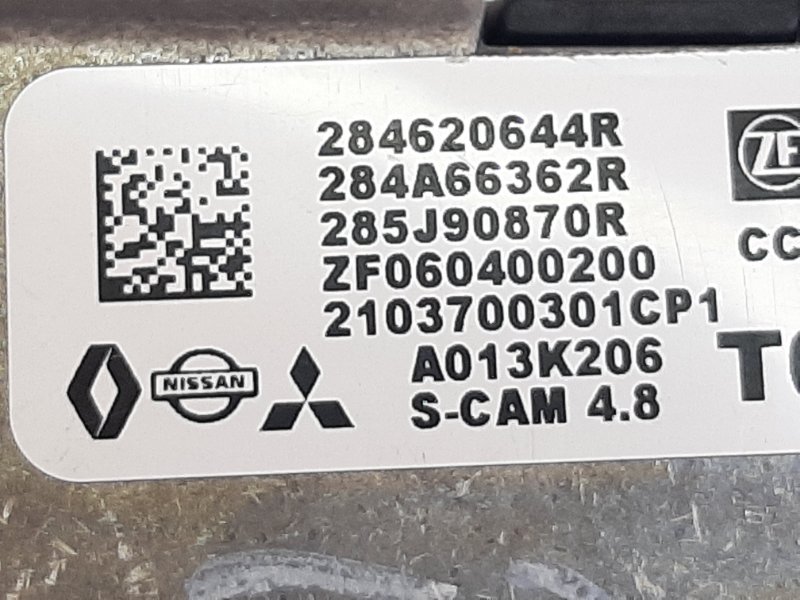 284620644R
284A66362R
285J90870R
ZF060400200
2103700301CP1
A013K206
S-CAM 4.8
NISSAN
ZF
CC